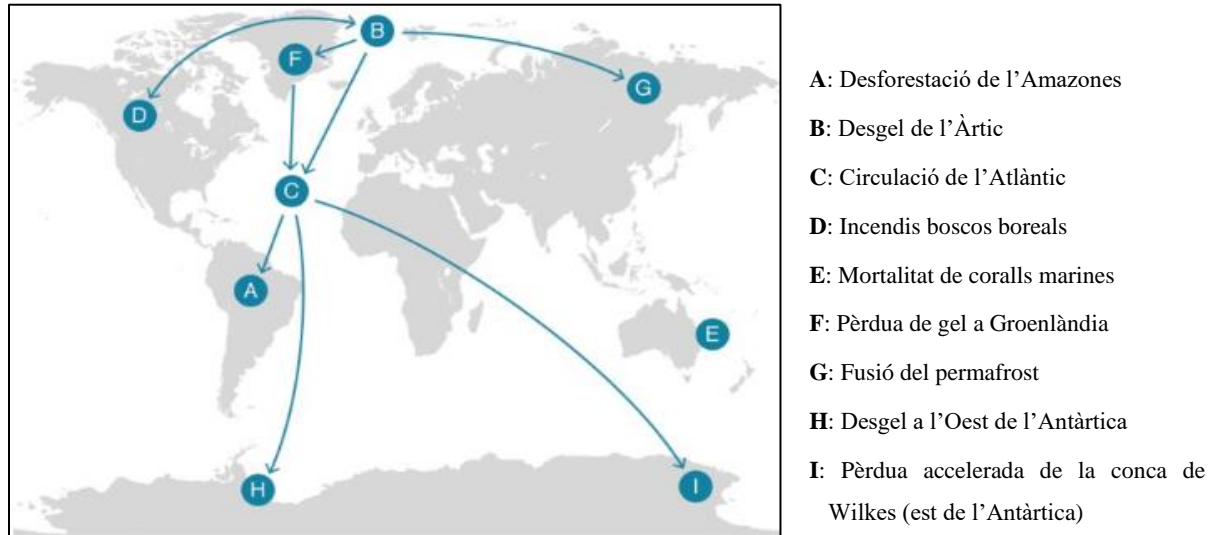 B
F
G
D
C
A
E
H
I
A: Desforestació de l’Amazones
B: Desgel de l’Àrtic
C: Circulació de l’Atlàntic
D: Incendis boscos boreals
E: Mortalitat de coralls marines
F: Pèrdua de gel a Groenlàndia
G: Fusió del permafrost
H: Desgel a l’Oest de l’Antàrtica
I: Pèrdua accelerada de la conca de
Wilkes (est de l’Antàrtica)